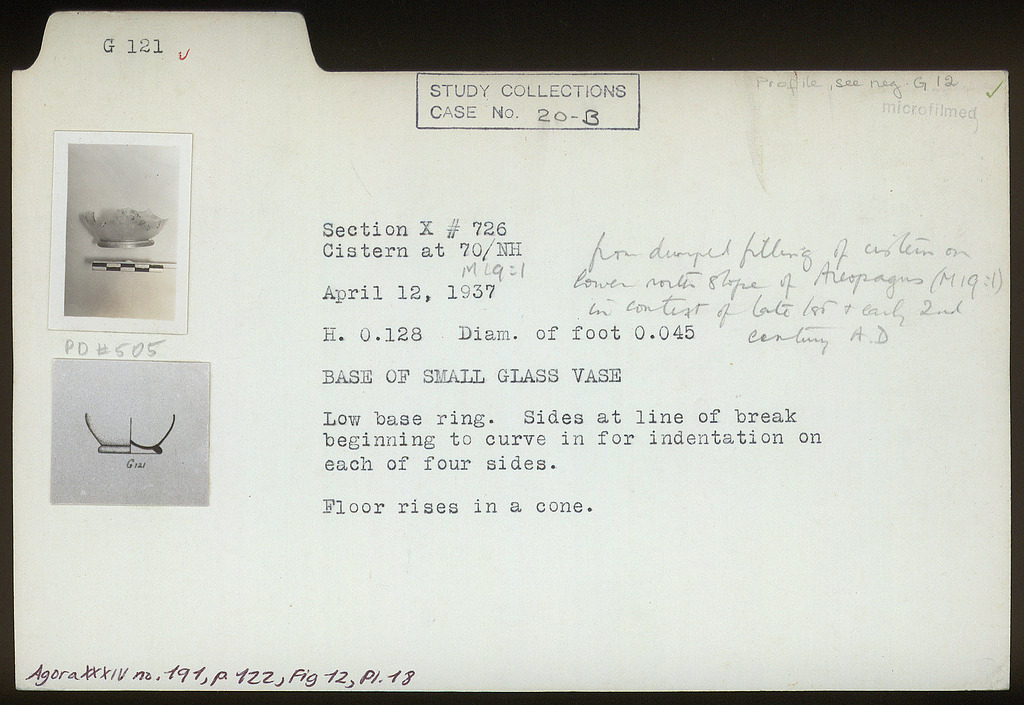 G 121
Profile, see neg. G 12
microfilmed
STUDY COLLECTIONS
CASE No. 20-B
Section X # 726
Cistern at 70/NH
M19:1
April 12, 1937
from dumped filling of cistern on
lower north slope of Areopagus (M19:1)
in context of late 1st + early 2nd
century A.D
H. 0.128 Diam. of foot 0.045
PD #505
BASE OF SMALL GLASS VASE
Low base ring. Sides at line of break
beginning to curve in for indentation on
each of four sides.
G121
Floor rises in a cone.
Agora XXXIV no. 191, p. 122, Fig 12, Pl. 18